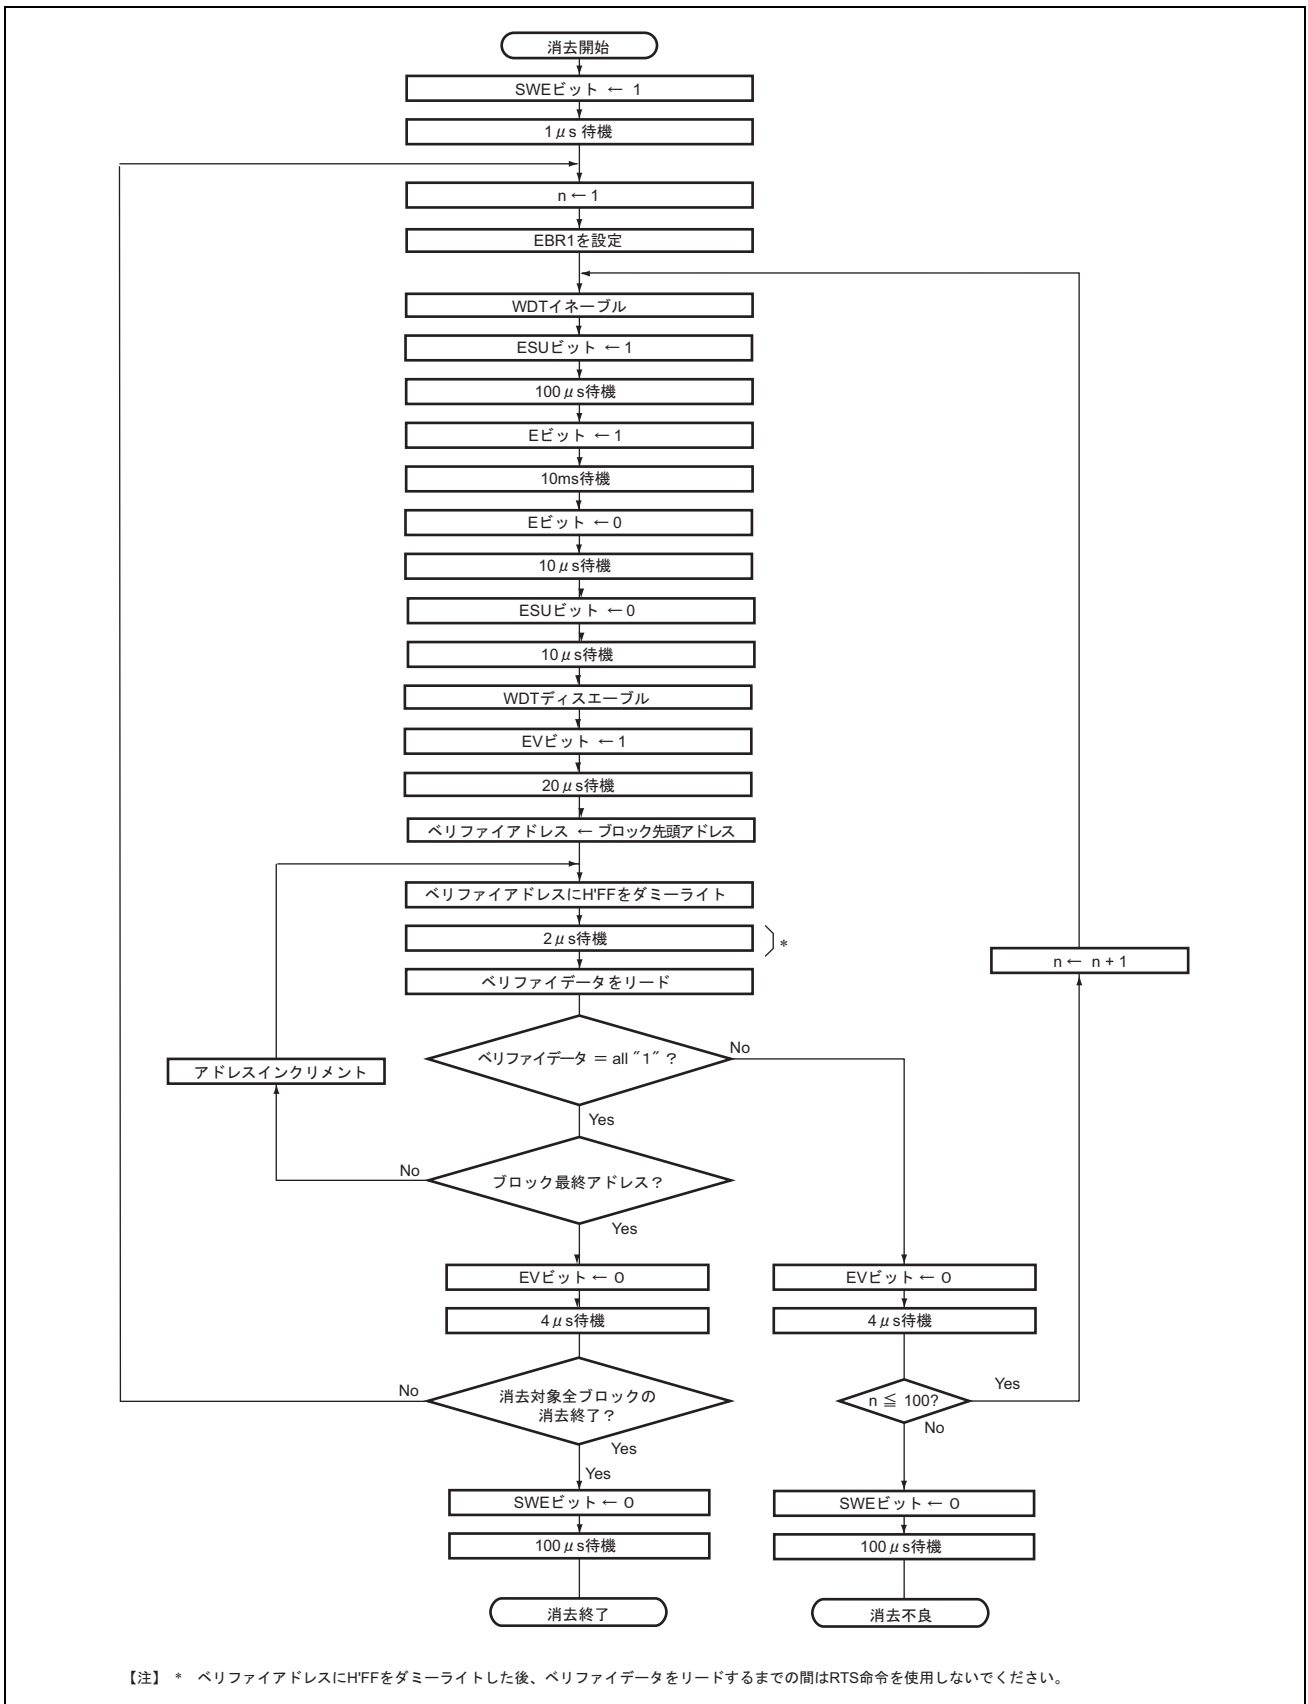 消去開始
SWEビット ← 1
1μs 待機
n ← 1
EBR1を設定
WDTイネーブル
ESUビット ← 1
100μs待機
Eビット ← 1
10ms待機
Eビット ← 0
10μs待機
ESUビット ← 0
10μs待機
WDTディスエーブル
EVビット ← 1
20μs待機
ベリファイアドレス ← ブロック先頭アドレス
ベリファイアドレスにH'FFをダミーライト
2μs待機
*
n ← n + 1
ベリファイデータをリード
No
ベリファイデータ = all "1" ?
アドレスインクリメント
Yes
No
ブロック最終アドレス?
Yes
EVビット ← 0
EVビット ← 0
4μs待機
4μs待機
No
消去対象全ブロックの
消去終了?
Yes
n ≦ 100?
No
Yes
Yes
SWEビット ← 0
SWEビット ← 0
100μs待機
100μs待機
消去終了
消去不良
【注】 * ベリファイアドレスにH'FFをダミーライトした後、ベリファイデータをリードするまでの間はRTS命令を使用しないでください。